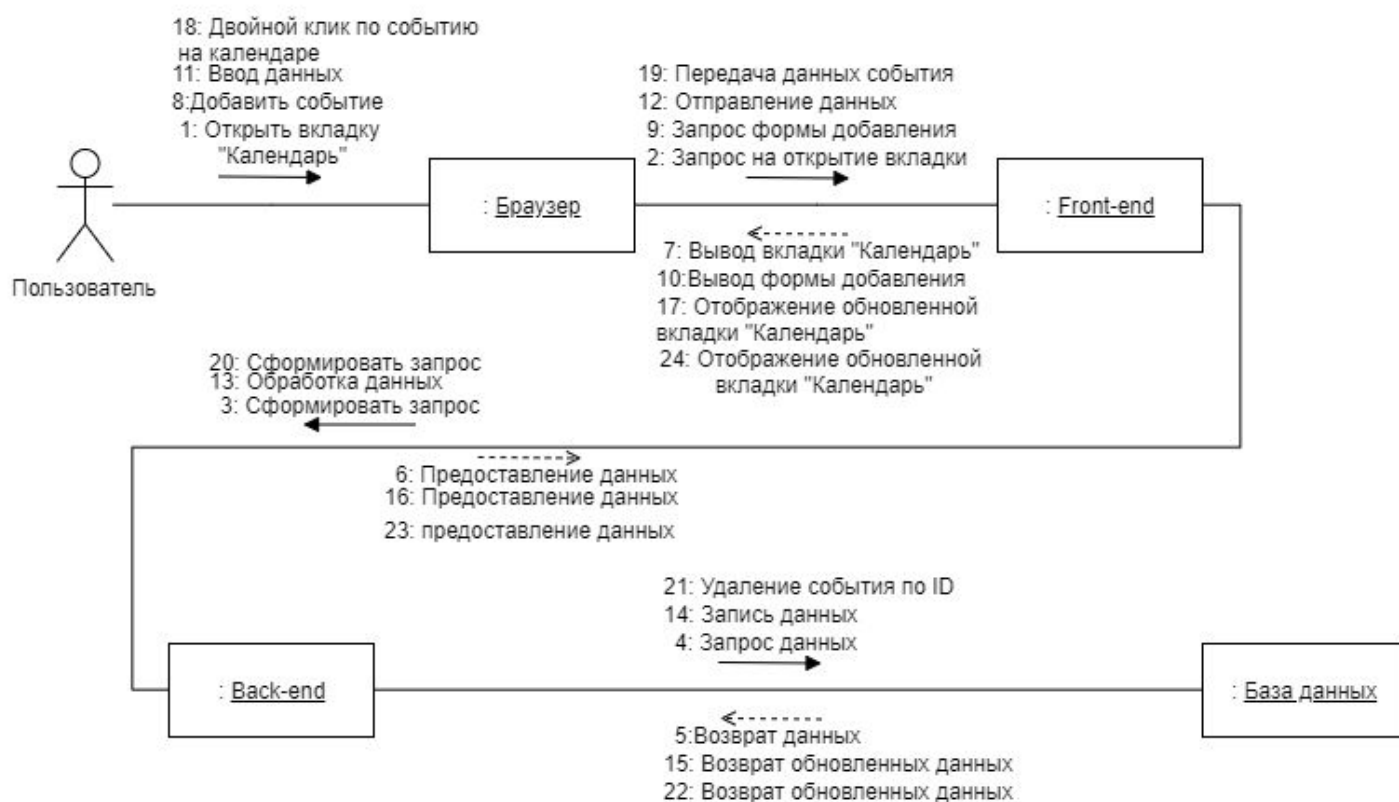 18: Двойной клик по событию
на календаре
11: Ввод данных
8:Добавить событие
1: Открыть вкладку
"Календарь"
19: Передача данных события
12: Отправление данных
9: Запрос формы добавления
2: Запрос на открытие вкладки
: Браузер
: Front-end
Пользователь
7: Вывод вкладки "Календарь"
10:Вывод формы добавления
17: Отображение обновленной
вкладки "Календарь"
24: Отображение обновленной
вкладки "Календарь"
20: Сформировать запрос
13: Обработка данных
3: Сформировать запрос
6: Предоставление данных
16: Предоставление данных
23: предоставление данных
21: Удаление события по ID
14: Запись данных
4: Запрос данных
: Back-end
: База данных
5:Возврат данных
15: Возврат обновленных данных
22: Возврат обновленных данных